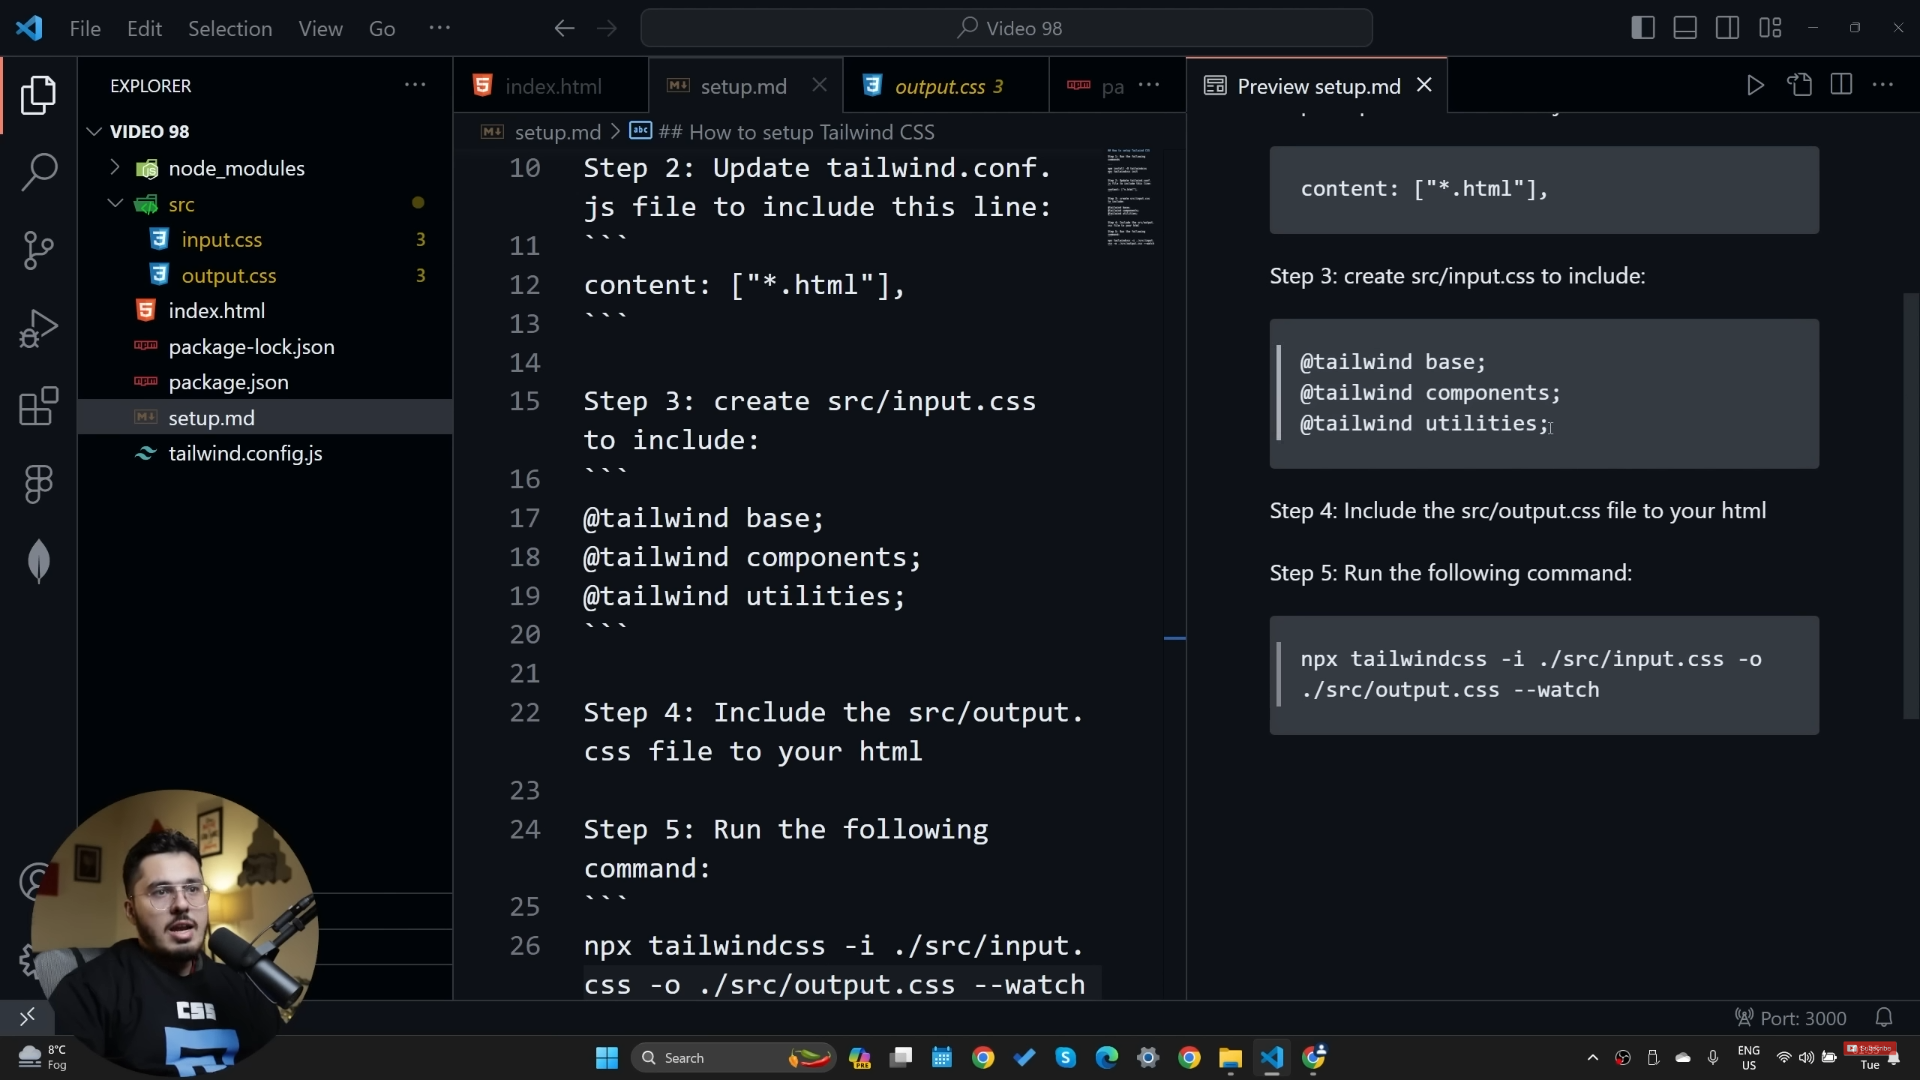 File Edit Selection View Go ···
Video 98
EXPLORER ···
VIDEO 98
node_modules
src
input.css 3
output.css 3
index.html
package-lock.json
package.json
setup.md
tailwind.config.js
index.html setup.md output.css 3 pa ···
setup.md > ## How to setup Tailwind CSS
10 Step 2: Update tailwind.conf.
js file to include this line:
11 ```
12 content: ["*.html"],
13 ```
14
15 Step 3: create src/input.css
to include:
16 ```
17 @tailwind base;
18 @tailwind components;
19 @tailwind utilities;
20 ```
21
22 Step 4: Include the src/output.
css file to your html
23
24 Step 5: Run the following
command:
25 ```
26 npx tailwindcss -i ./src/input.
css -o ./src/output.css --watch
Preview setup.md
content: ["*.html"],
Step 3: create src/input.css to include:
@tailwind base;
@tailwind components;
@tailwind utilities;
Step 4: Include the src/output.css file to your html
Step 5: Run the following command:
npx tailwindcss -i ./src/input.css -o
./src/output.css --watch
CSS
Port: 3000
8°C
Fog
Search
PRE
ENG
US
Subscribe
Tue